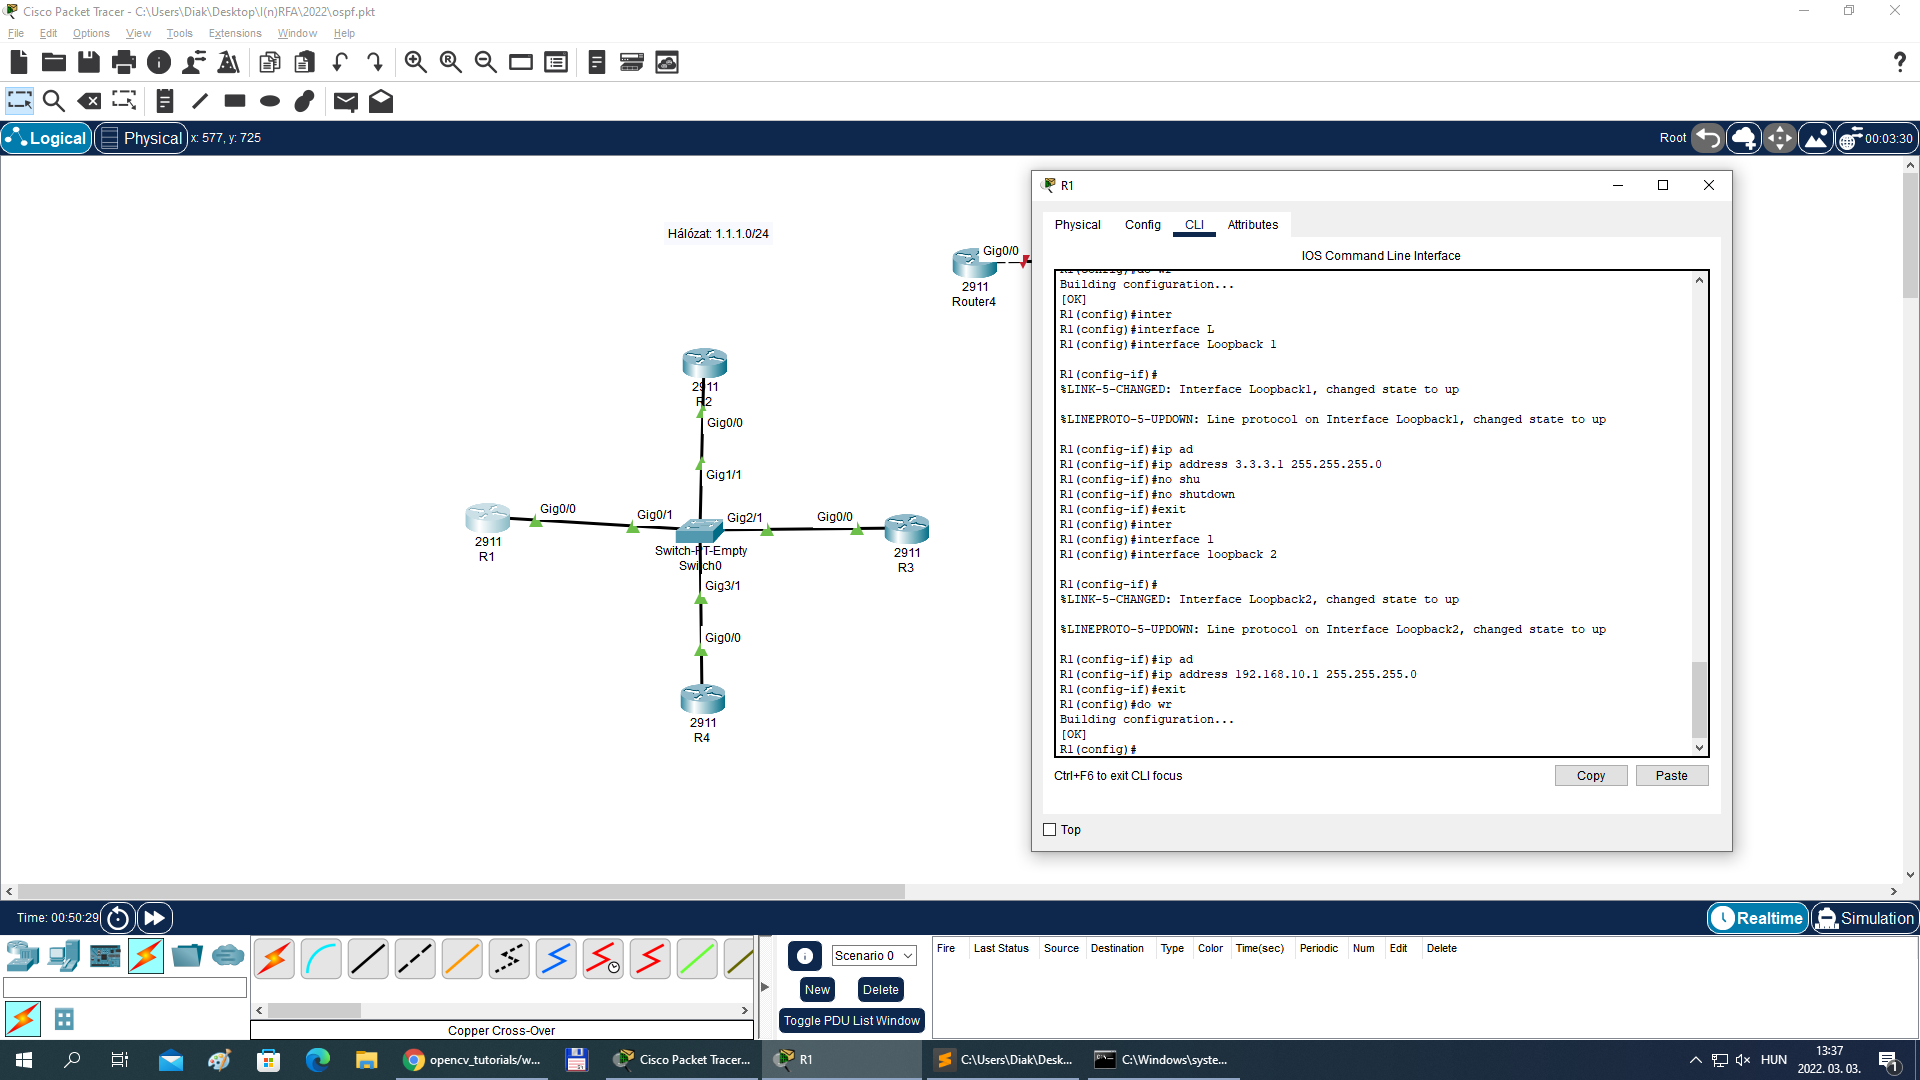 Cisco Packet Tracer - C:\Users\Diak\Desktop\I(n)RFA\2022\ospf.pkt
File Edit Options View Tools Extensions Window Help
Logical Physical x: 577, y: 725
Root 00:03:30
Hálózat: 1.1.1.0/24
Gig0/0
2911
Router4
2911
R2
Gig0/0
Gig1/1
Gig0/0
Gig0/1
Gig2/1
Gig0/0
2911
R1
Switch-PT-Empty
Switch0
2911
R3
Gig3/1
Gig0/0
2911
R4
R1
Physical Config CLI Attributes
IOS Command Line Interface
R1(config)#do wr
Building configuration...
[OK]
R1(config)#inter
R1(config)#interface L
R1(config)#interface Loopback 1
R1(config-if)#
%LINK-5-CHANGED: Interface Loopback1, changed state to up
%LINEPROTO-5-UPDOWN: Line protocol on Interface Loopback1, changed state to up
R1(config-if)#ip ad
R1(config-if)#ip address 3.3.3.1 255.255.255.0
R1(config-if)#no shu
R1(config-if)#no shutdown
R1(config-if)#exit
R1(config)#inter
R1(config)#interface l
R1(config)#interface loopback 2
R1(config-if)#
%LINK-5-CHANGED: Interface Loopback2, changed state to up
%LINEPROTO-5-UPDOWN: Line protocol on Interface Loopback2, changed state to up
R1(config-if)#ip ad
R1(config-if)#ip address 192.168.10.1 255.255.255.0
R1(config-if)#exit
R1(config)#do wr
Building configuration...
[OK]
R1(config)#
Ctrl+F6 to exit CLI focus
Copy Paste
Top
Time: 00:50:29
Realtime Simulation
Scenario 0
New Delete
Toggle PDU List Window
Fire Last Status Source Destination Type Color Time(sec) Periodic Num Edit Delete
Copper Cross-Over
opencv_tutorials/w...
Cisco Packet Tracer...
R1
C:\Users\Diak\Desk...
C:\Windows\syste...
HUN
13:37
2022. 03. 03.
1